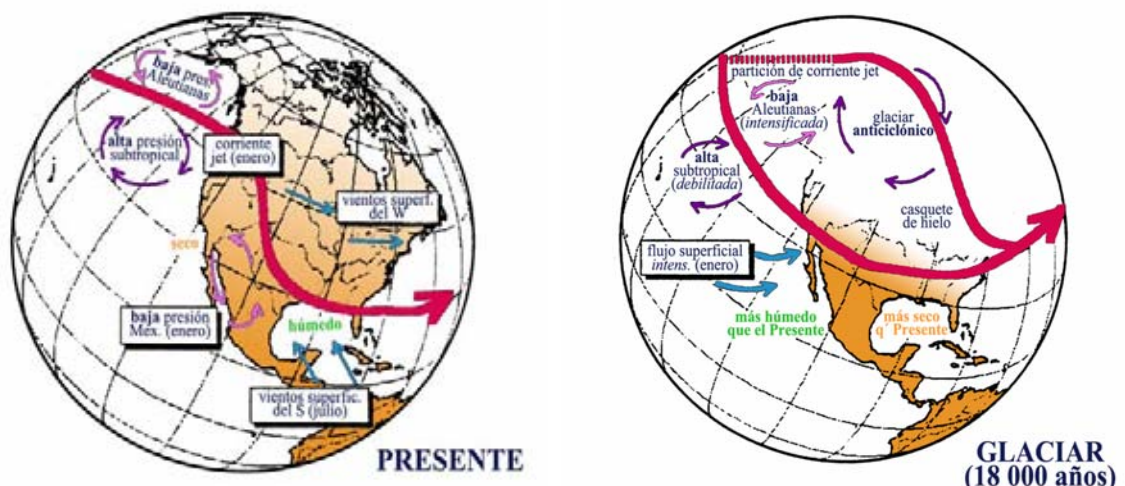 baja pres.
Aleutianas
alta presión
subtropical
corriente
jet (enero)
vientos superf.
del W
seco
baja presión
Mex. (enero)
húmedo
vientos superfic.
del S (julio)
PRESENTE
partición de corriente jet
baja
Aleutianas
(intensificada)
glaciar
anticiclónico
alta
subtropical
(debilitada)
casquete
de hielo
flujo superficial
intens. (enero)
más húmedo
que el Presente
más seco
q´ Presente
GLACIAR
(18 000 años)